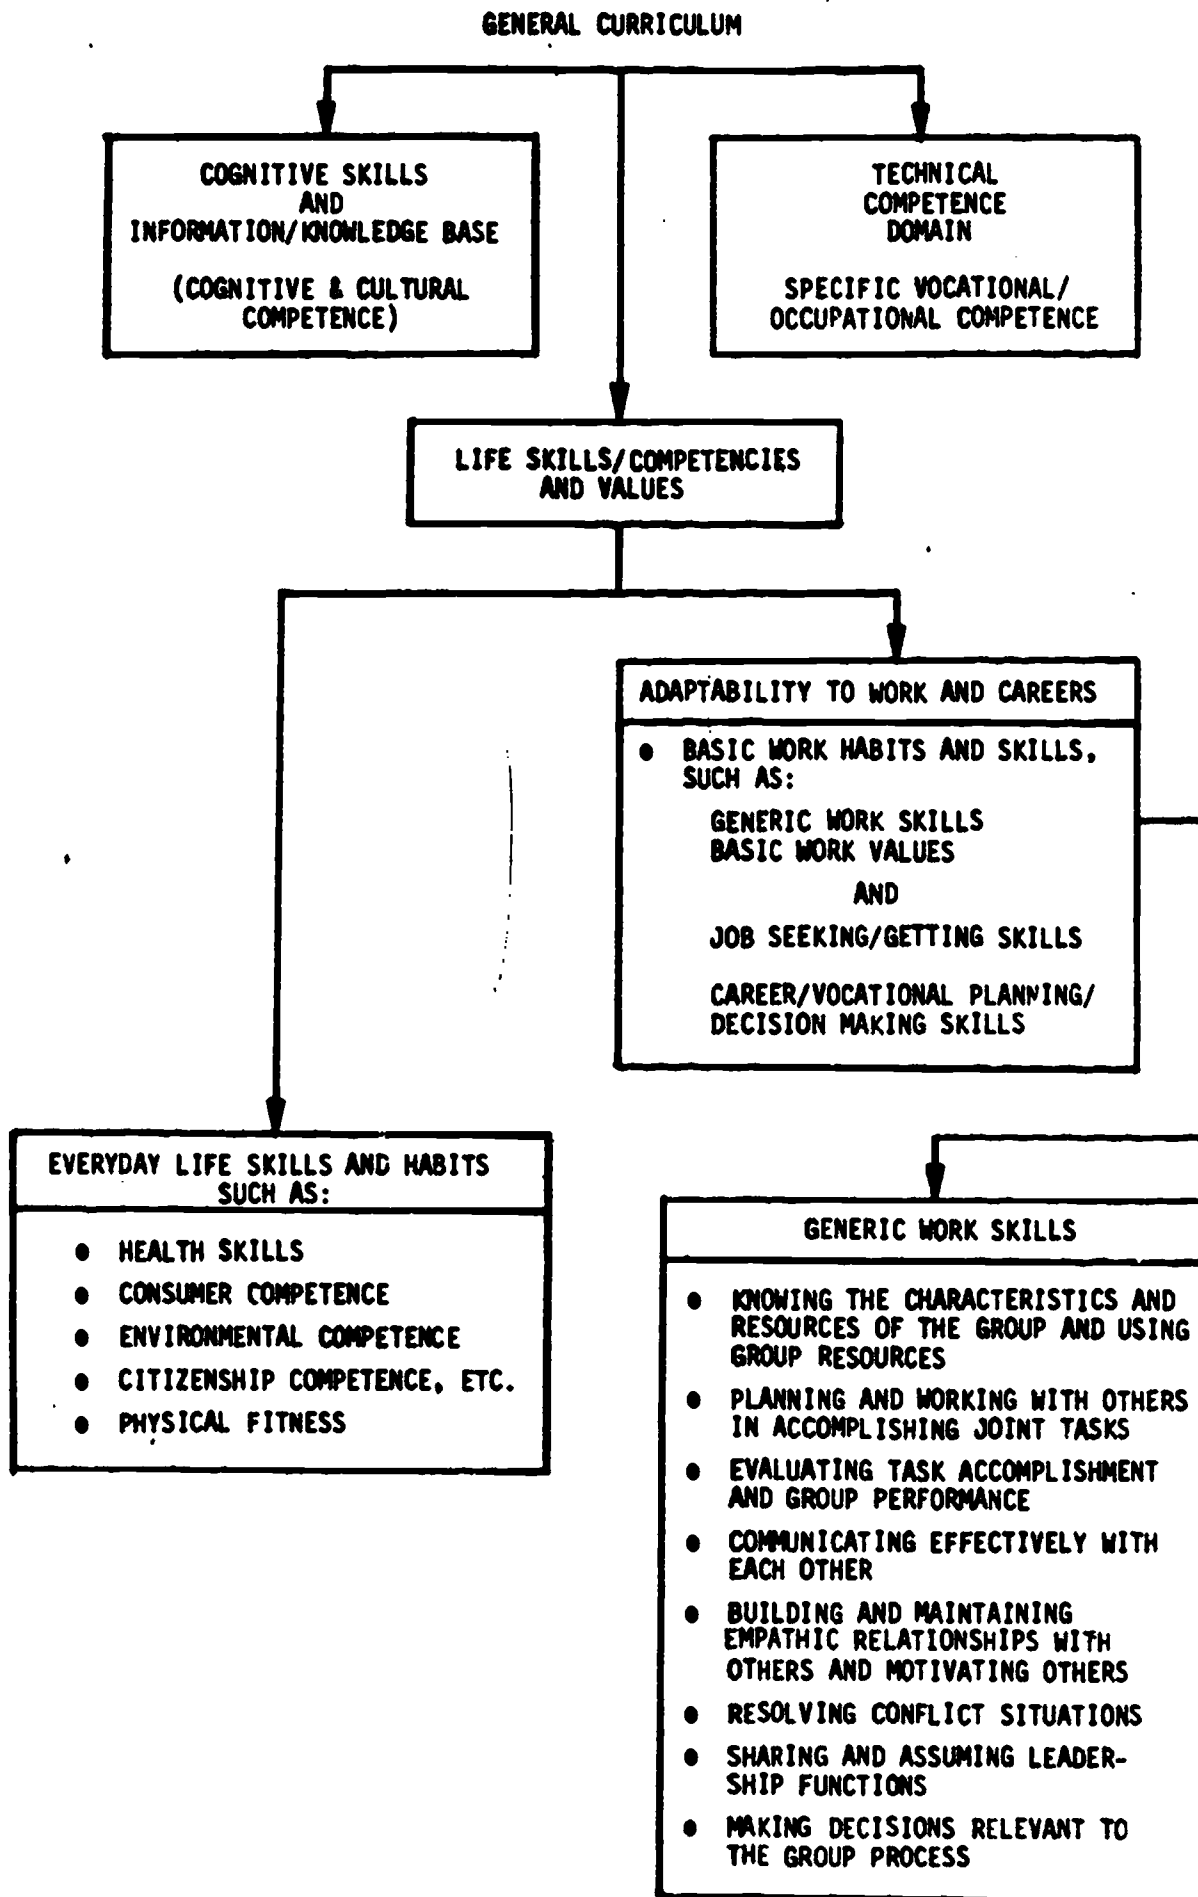 GENERAL CURRICULUM
COGNITIVE SKILLS
AND
INFORMATION/KNOWLEDGE BASE
(COGNITIVE & CULTURAL
COMPETENCE)
TECHNICAL
COMPETENCE
DOMAIN
SPECIFIC VOCATIONAL/
OCCUPATIONAL COMPETENCE
LIFE SKILLS/COMPETENCIES
AND VALUES
ADAPTABILITY TO WORK AND CAREERS
● BASIC WORK HABITS AND SKILLS,
SUCH AS:
GENERIC WORK SKILLS
BASIC WORK VALUES
AND
JOB SEEKING/GETTING SKILLS
CAREER/VOCATIONAL PLANNING/
DECISION MAKING SKILLS
EVERYDAY LIFE SKILLS AND HABITS
SUCH AS:
● HEALTH SKILLS
● CONSUMER COMPETENCE
● ENVIRONMENTAL COMPETENCE
● CITIZENSHIP COMPETENCE, ETC.
● PHYSICAL FITNESS
GENERIC WORK SKILLS
● KNOWING THE CHARACTERISTICS AND
RESOURCES OF THE GROUP AND USING
GROUP RESOURCES
● PLANNING AND WORKING WITH OTHERS
IN ACCOMPLISHING JOINT TASKS
● EVALUATING TASK ACCOMPLISHMENT
AND GROUP PERFORMANCE
● COMMUNICATING EFFECTIVELY WITH
EACH OTHER
● BUILDING AND MAINTAINING
EMPATHIC RELATIONSHIPS WITH
OTHERS AND MOTIVATING OTHERS
● RESOLVING CONFLICT SITUATIONS
● SHARING AND ASSUMING LEADER-
SHIP FUNCTIONS
● MAKING DECISIONS RELEVANT TO
THE GROUP PROCESS